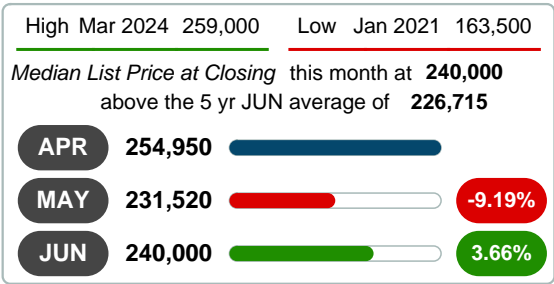 High Mar 2024 259,000 Low Jan 2021 163,500
Median List Price at Closing this month at 240,000
above the 5 yr JUN average of 226,715
APR 254,950
MAY 231,520 -9.19%
JUN 240,000 3.66%